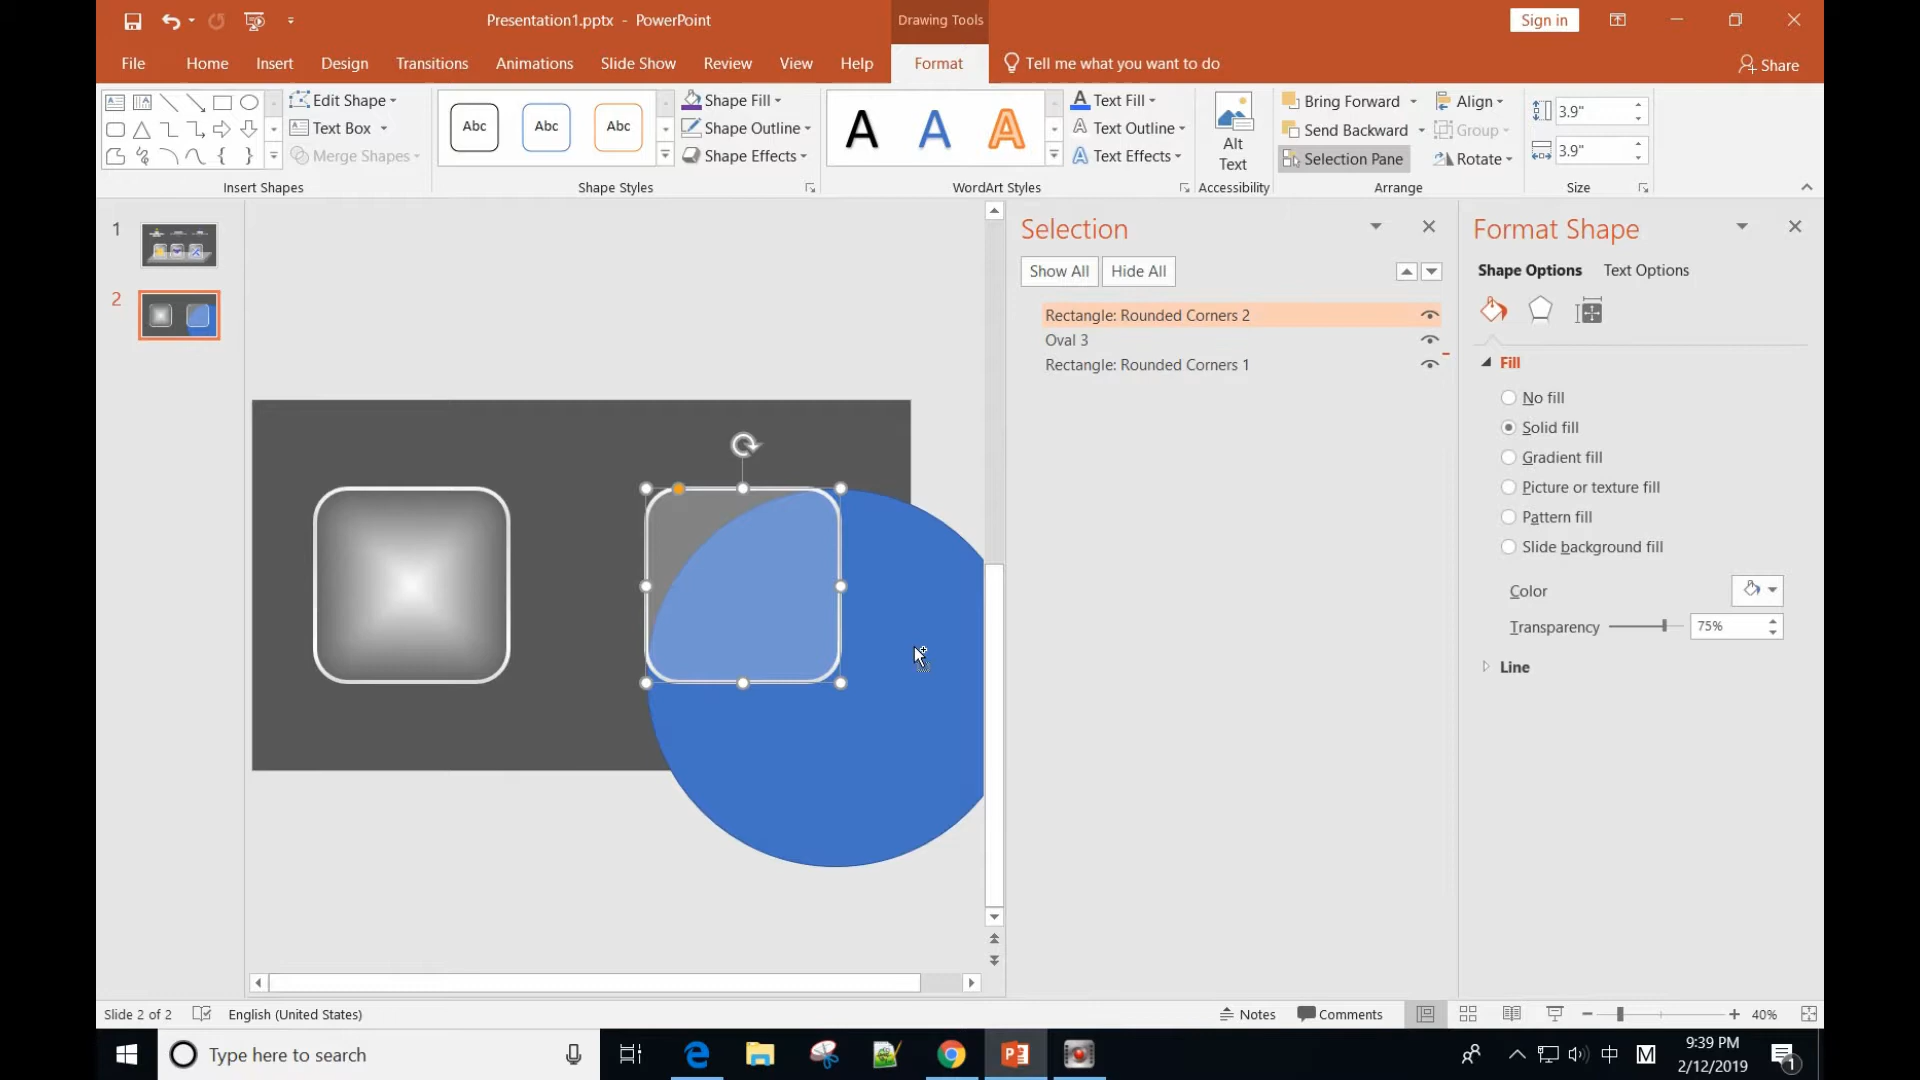 Presentation1.pptx - PowerPoint
Drawing Tools
Sign in
File Home Insert Design Transitions Animations Slide Show Review View Help Format Tell me what you want to do Share
Edit Shape
Text Box
Merge Shapes
Insert Shapes
Abc Abc Abc
Shape Fill
Shape Outline
Shape Effects
Shape Styles
A A A
Text Fill
Text Outline
Text Effects
WordArt Styles
Alt
Text
Accessibility
Bring Forward
Send Backward
Selection Pane
Align
Group
Rotate
Arrange
3.9"
3.9"
Size
1
2
Selection
Show All Hide All
Rectangle: Rounded Corners 2
Oval 3
Rectangle: Rounded Corners 1
Format Shape
Shape Options Text Options
Fill
No fill
Solid fill
Gradient fill
Picture or texture fill
Pattern fill
Slide background fill
Color
Transparency 75%
Line
Slide 2 of 2 English (United States) Notes Comments 40%
Type here to search
中 M
9:39 PM
2/12/2019
1